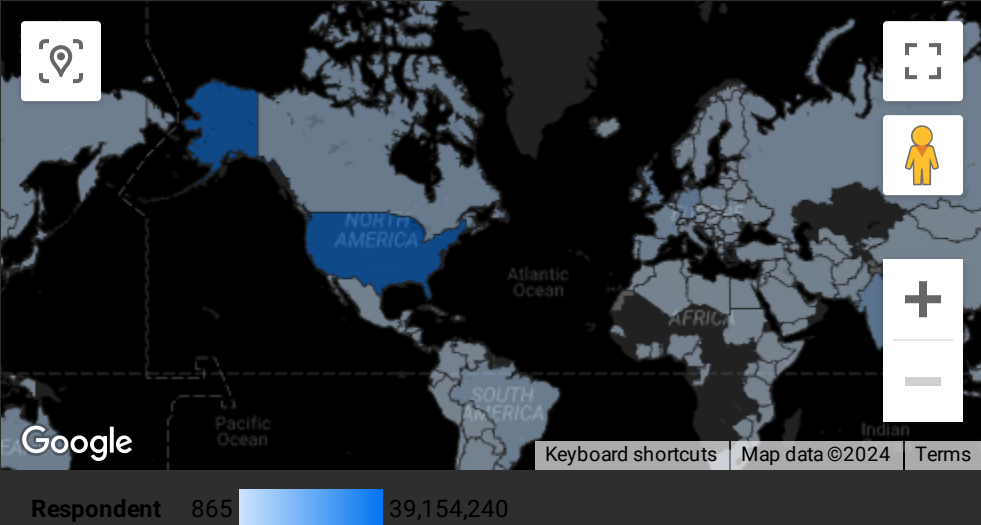 NORTH
AMERICA
Atlantic
Ocean
AFRICA
SOUTH
AMERICA
Pacific
Ocean
Indian
Google
Keyboard shortcuts
Map data ©2024
Terms
Respondent 865 39,154,240